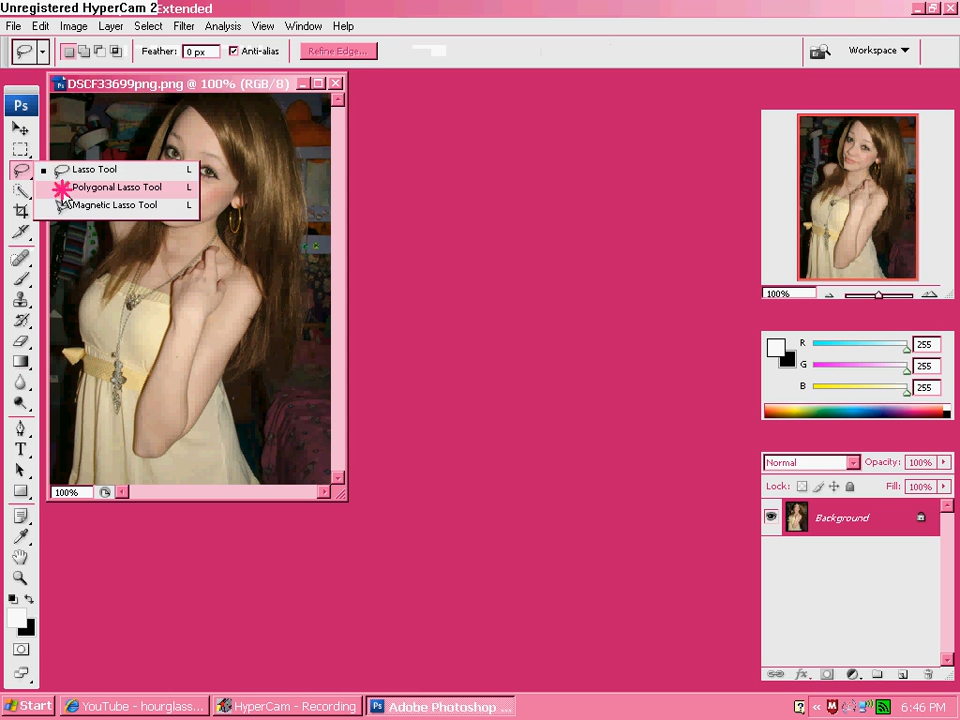 Unregistered HyperCam 2 Extended
File Edit Image Layer Select Filter Analysis View Window Help
Feather: 0 px Anti-alias Refine Edge... Workspace
DSCF33699png.png @ 100% (RGB/8)
Ps
Lasso Tool L
Polygonal Lasso Tool L
Magnetic Lasso Tool L
100%
R 255
G 255
B 255
Normal Opacity: 100%
Lock: Fill: 100%
100%
Background
Start YouTube - hourglass... HyperCam - Recording Adobe Photoshop ... 6:46 PM